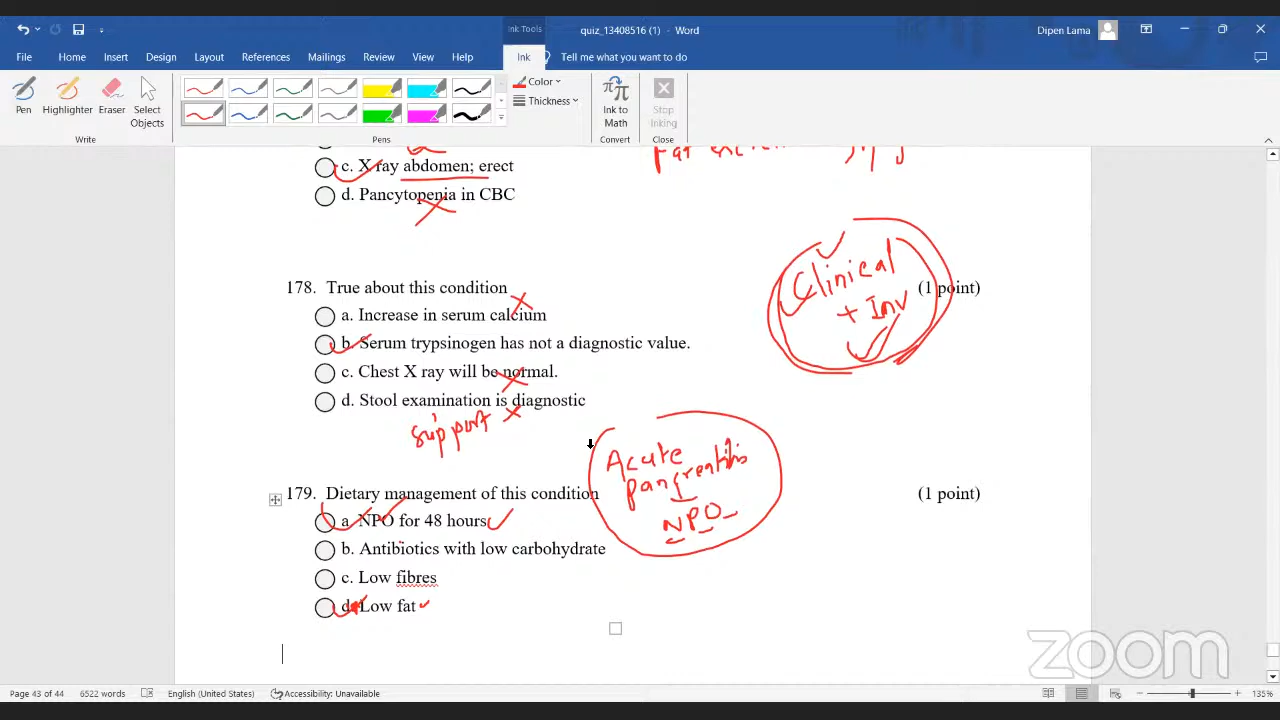 Ink Tools
quiz_13408516 (1) - Word
Dipen Lama
File Home Insert Design Layout References Mailings Review View Help Ink Tell me what you want to do
Pen Highlighter Eraser Select Objects
Color
Thickness
Ink to Math
Stop Inking
Write Pens Convert Close
c. X ray abdomen; erect
d. Pancytopenia in CBC
Clinical
+ Inv
178. True about this condition (1 point)
a. Increase in serum calcium
b. Serum trypsinogen has not a diagnostic value.
c. Chest X ray will be normal.
d. Stool examination is diagnostic
support
Acute
pancreatitis
NPO
179. Dietary management of this condition (1 point)
a. NPO for 48 hours
b. Antibiotics with low carbohydrate
c. Low fibres
d. Low fat
zoom
Page 43 of 44 6522 words English (United States) Accessibility: Unavailable 135%